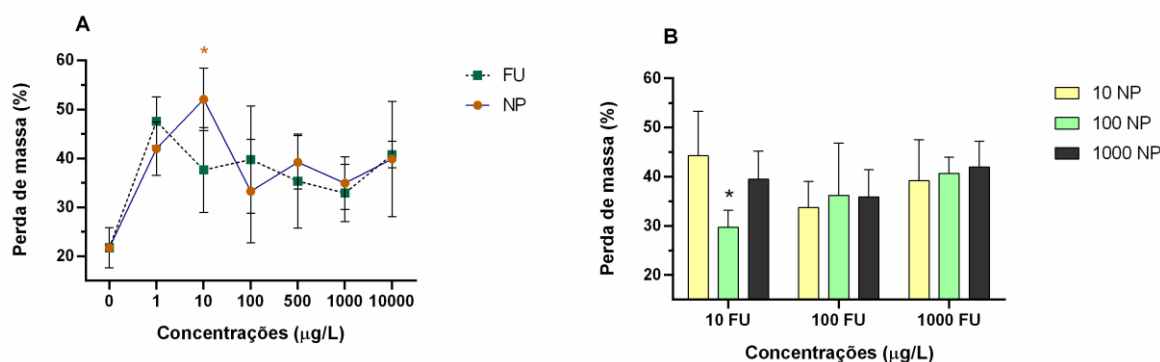 A
Perda de massa (%)
60
50
40
30
20
*
0 1 10 100 500 1000 10000
Concentrações (µg/L)
FU
NP
B
Perda de massa (%)
60
50
40
30
20
*
10 FU 100 FU 1000 FU
Concentrações (µg/L)
10 NP
100 NP
1000 NP